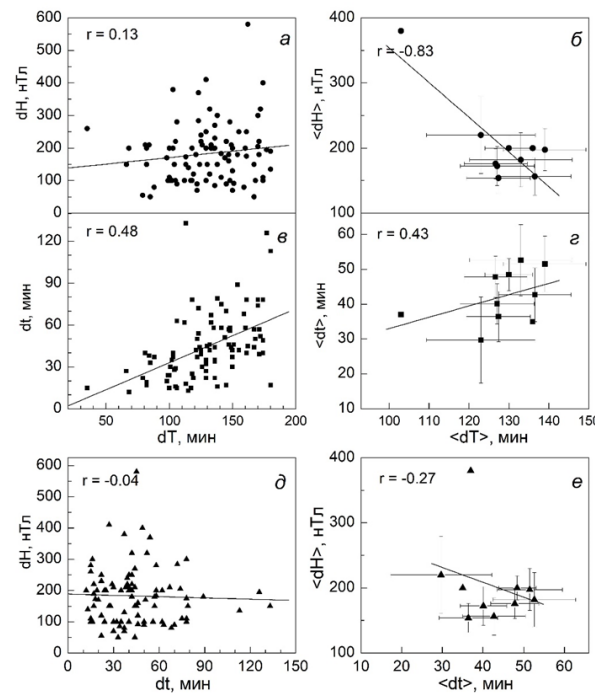 r = 0.13
а
dH, нТл
600
500
400
300
200
100
0
r = -0.83
б
<dH>, нТл
400
300
200
100
r = 0.48
в
dt, мин
120
90
60
30
0
50
100
150
200
dT, мин
r = 0.43
г
<dt>, мин
60
50
40
30
20
10
100
110
120
130
140
150
<dT>, мин
r = -0.04
д
dH, нТл
600
500
400
300
200
100
0
0
30
60
90
120
dt, мин
r = -0.27
е
<dH>, нТл
400
300
200
100
10
20
30
40
50
60
70
<dt>, мин